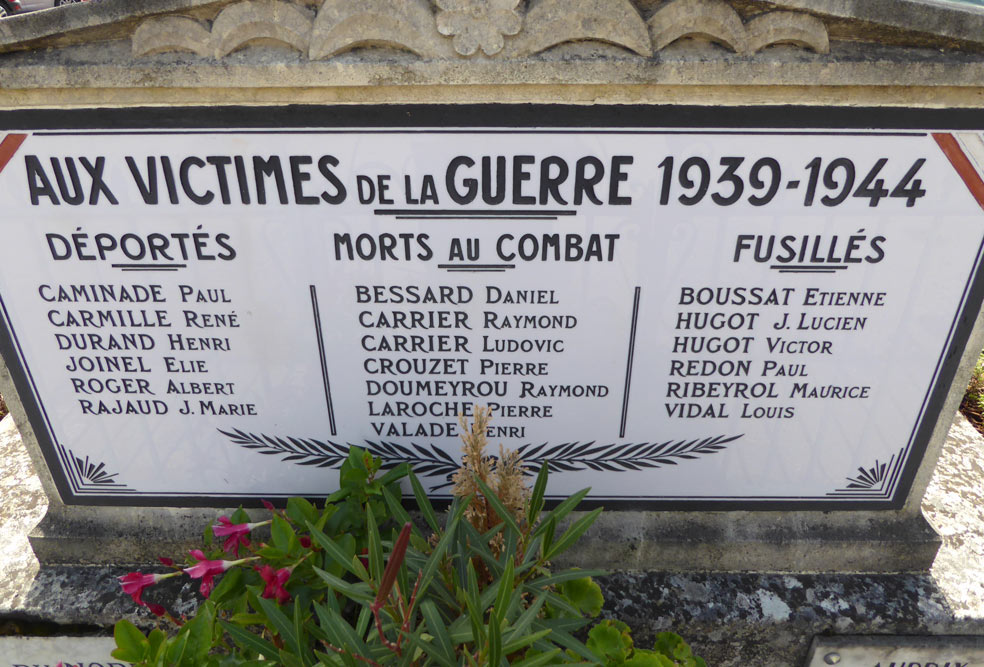 AUX VICTIMES DE LA GUERRE 1939-1944
DÉPORTÉS
CAMINADE PAUL
CARMILLE RENÉ
DURAND HENRI
JOINEL ELIE
ROGER ALBERT
RAJAUD J. MARIE
MORTS AU COMBAT
BESSARD DANIEL
CARRIER RAYMOND
CARRIER LUDOVIC
CROUZET PIERRE
DOUMEYROU RAYMOND
LAROCHE PIERRE
VALADE HENRI
FUSILLÉS
BOUSSAT ETIENNE
HUGOT J. LUCIEN
HUGOT VICTOR
REDON PAUL
RIBEYROL MAURICE
VIDAL LOUIS